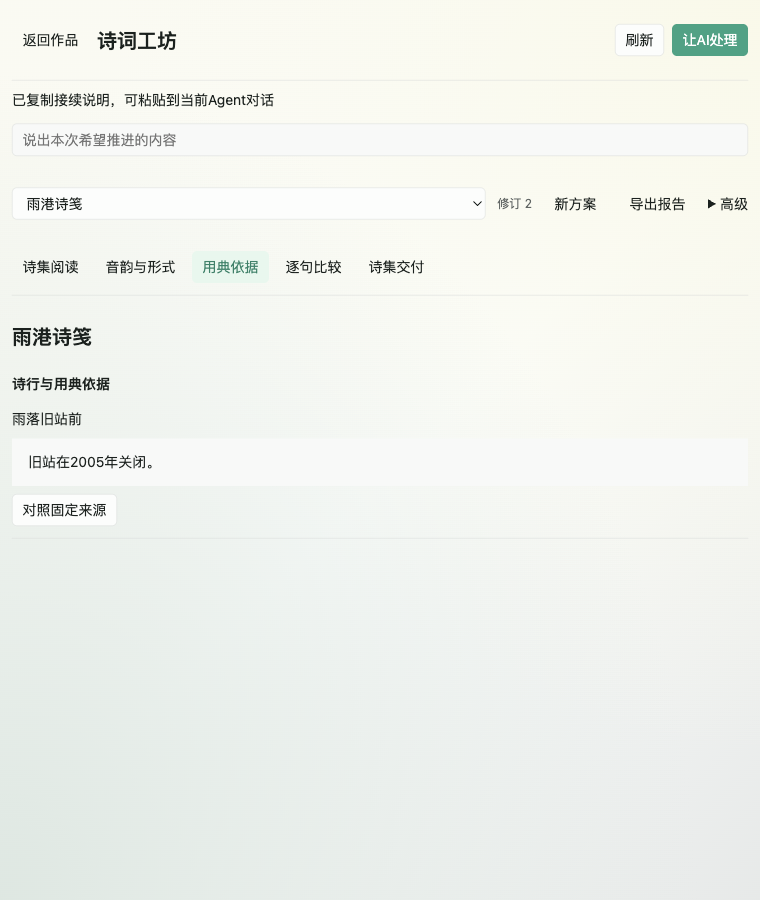 返回作品 诗词工坊 刷新 让AI处理
已复制接续说明，可粘贴到当前Agent对话
说出本次希望推进的内容
雨港诗笺 修订 2 新方案 导出报告 ▶ 高级
诗集阅读 音韵与形式 用典依据 逐句比较 诗集交付
雨港诗笺
诗行与用典依据
雨落旧站前
旧站在2005年关闭。
对照固定来源